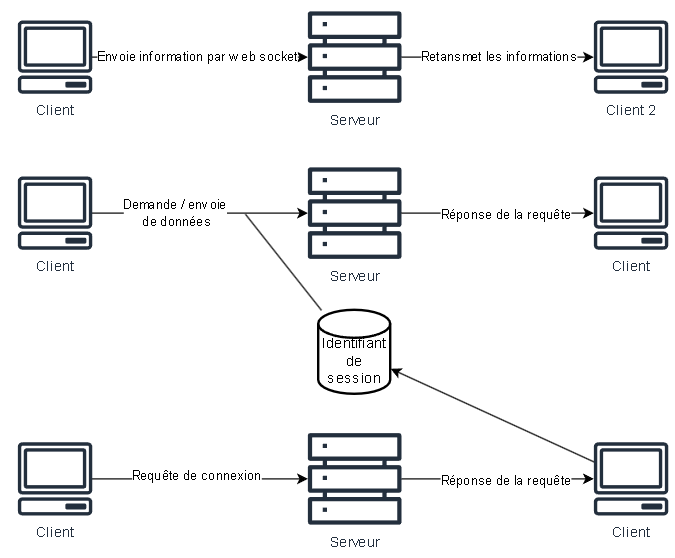 Envoie information par web socket
Retansmet les informations
Client
Serveur
Client 2
Demande / envoie
de données
Réponse de la requête
Client
Serveur
Client
Identifiant
de
session
Requête de connexion
Réponse de la requête
Client
Serveur
Client